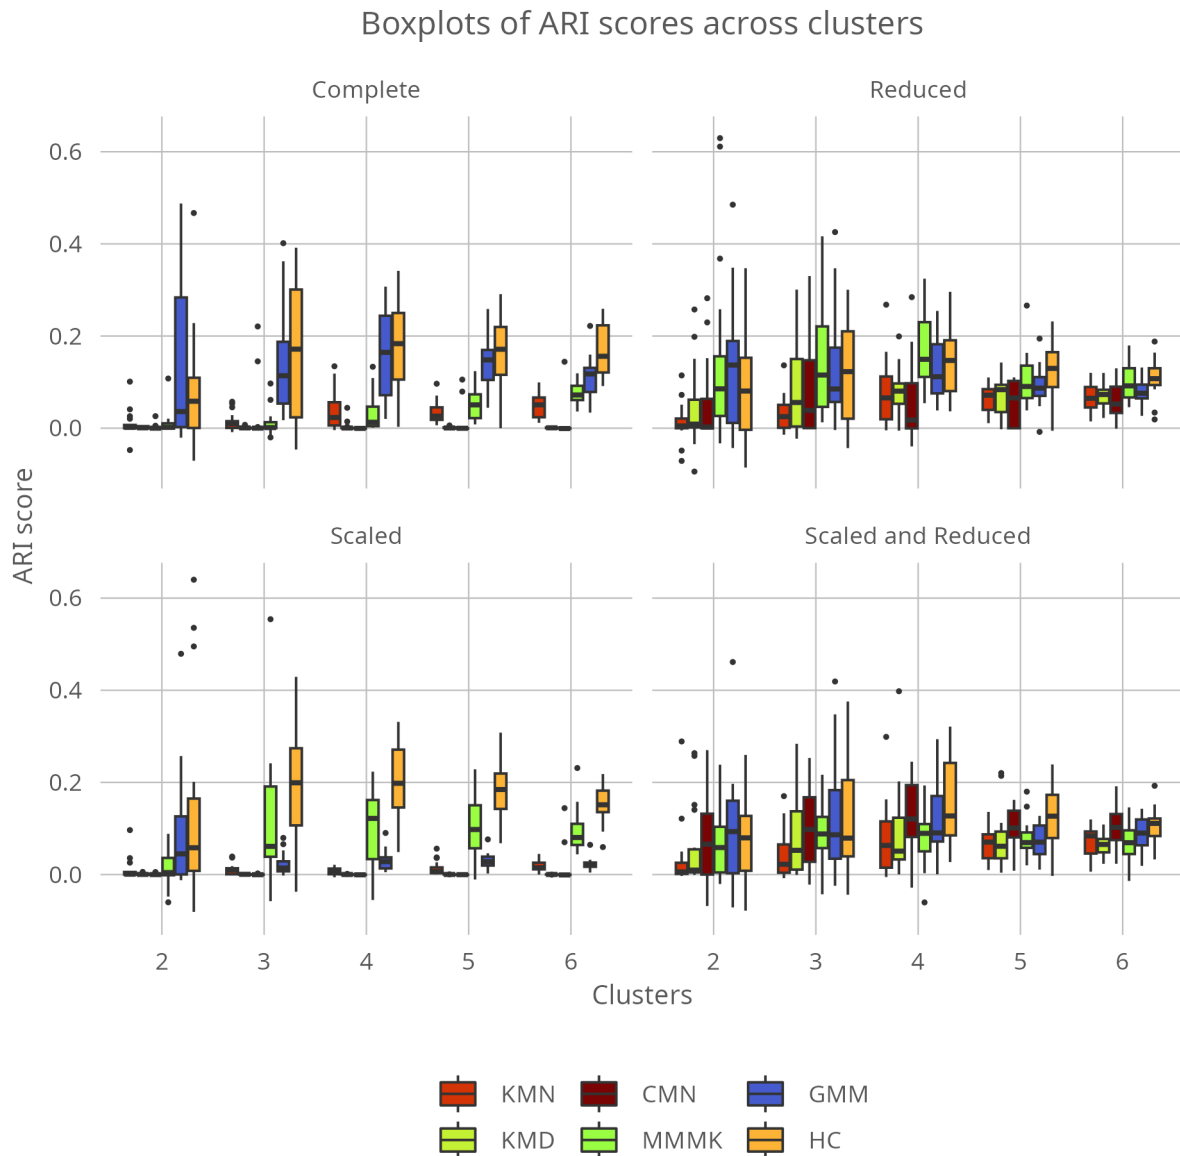 Boxplots of ARI scores across clusters
Complete
Reduced
0.6
0.4
0.2
0.0
ARI score
Scaled
Scaled and Reduced
0.6
0.4
0.2
0.0
2 3 4 5 6
2 3 4 5 6
Clusters
KMN CMN GMM
KMD MMMK HC